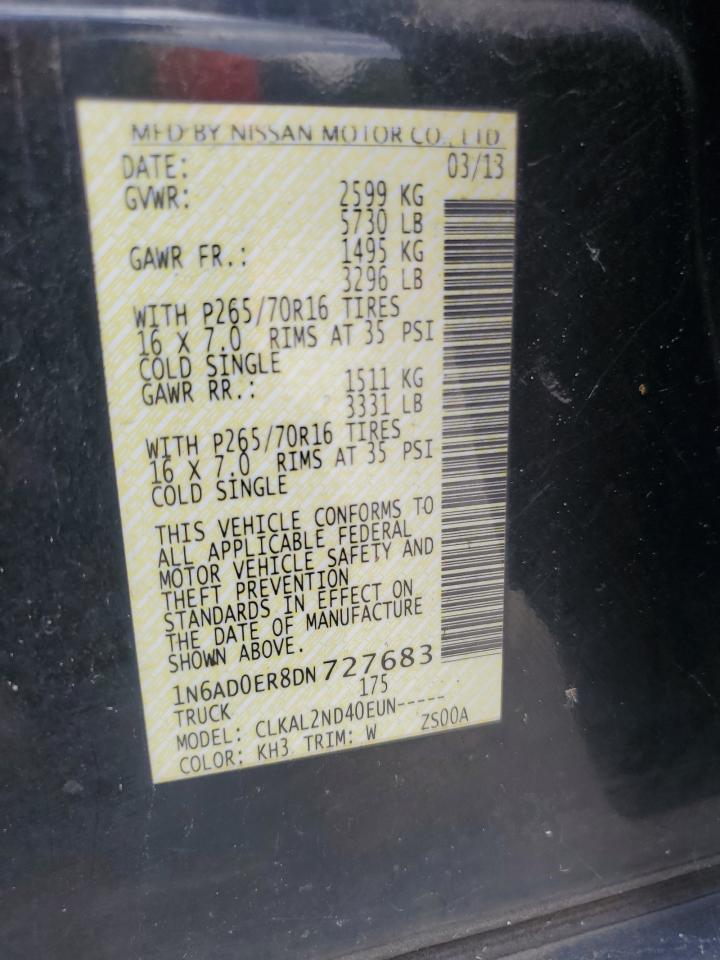 MFD BY NISSAN MOTOR CO., LTD
DATE: 03/13
GVWR: 2599 KG
5730 LB
GAWR FR.: 1495 KG
3296 LB
WITH P265/70R16 TIRES
16 X 7.0 RIMS AT 35 PSI
COLD SINGLE
GAWR RR.: 1511 KG
3331 LB
WITH P265/70R16 TIRES
16 X 7.0 RIMS AT 35 PSI
COLD SINGLE
THIS VEHICLE CONFORMS TO
ALL APPLICABLE FEDERAL
MOTOR VEHICLE SAFETY AND
THEFT PREVENTION
STANDARDS IN EFFECT ON
THE DATE OF MANUFACTURE
SHOWN ABOVE.
1N6AD0ER8DN727683
TRUCK 175
MODEL: CLKAL2ND40EUN-----
COLOR: KH3 TRIM: W ZS00A